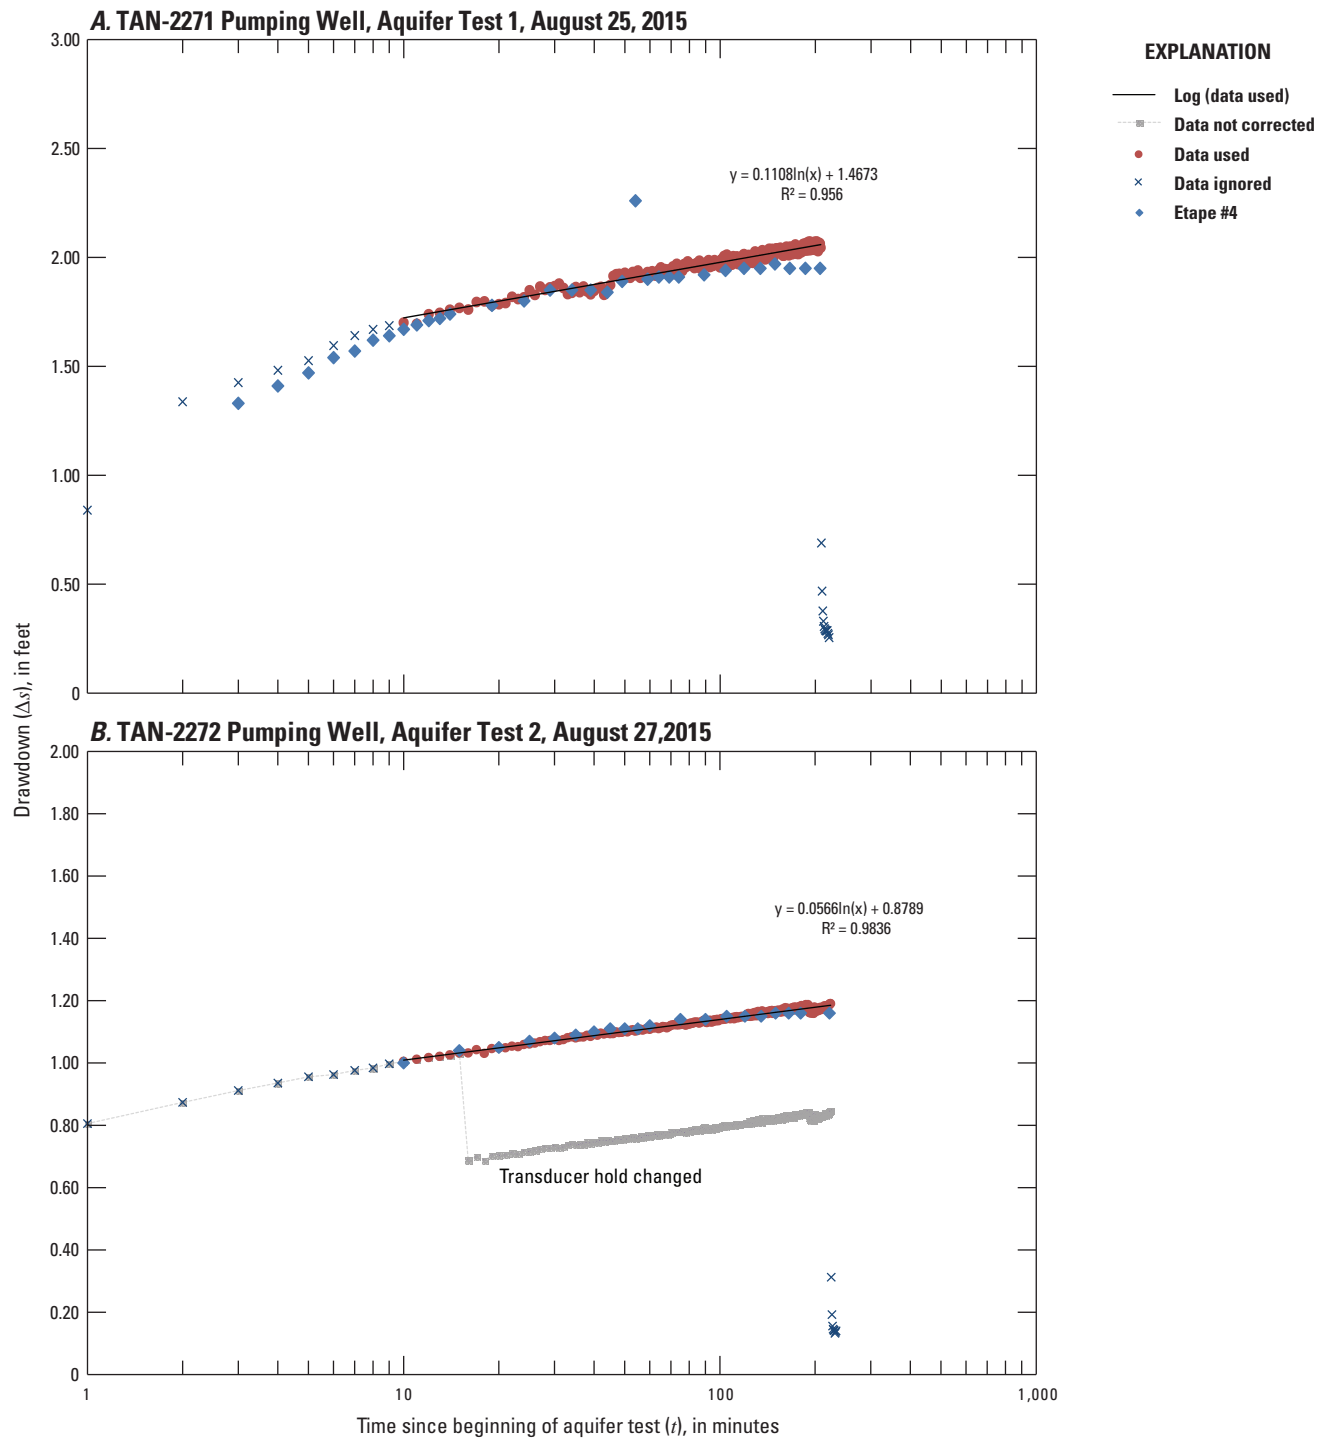 A. TAN-2271 Pumping Well, Aquifer Test 1, August 25, 2015
3.00
2.50
2.00
1.50
1.00
0.50
0
y = 0.1108ln(x) + 1.4673
R² = 0.956
EXPLANATION
Log (data used)
Data not corrected
Data used
Data ignored
Etape #4
Drawdown (Δs), in feet
B. TAN-2272 Pumping Well, Aquifer Test 2, August 27,2015
2.00
1.80
1.60
1.40
1.20
1.00
0.80
0.60
0.40
0.20
0
y = 0.0566ln(x) + 0.8789
R² = 0.9836
Transducer hold changed
1 10 100 1,000
Time since beginning of aquifer test (t), in minutes